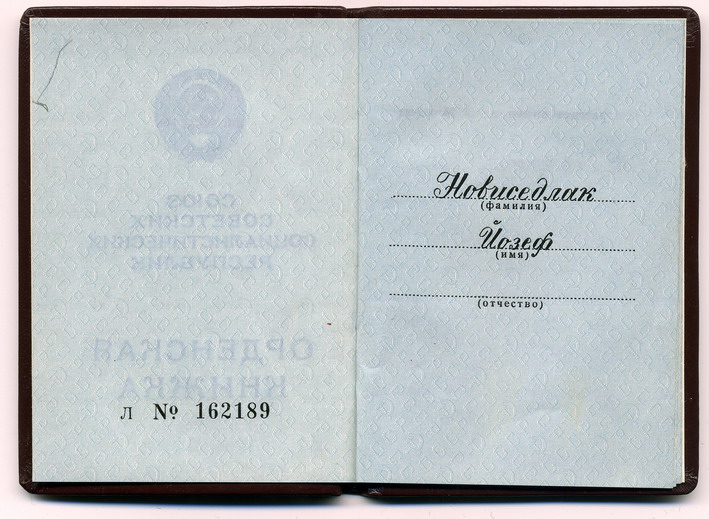 СОЮЗ
СОВЕТСКИХ
СОЦИАЛИСТИЧЕСКИХ
РЕСПУБЛИК
ОРДЕНСКАЯ
КНИЖКА
Л № 162189
Новиседлак
(фамилия)
Йозеф
(имя)
(отчество)